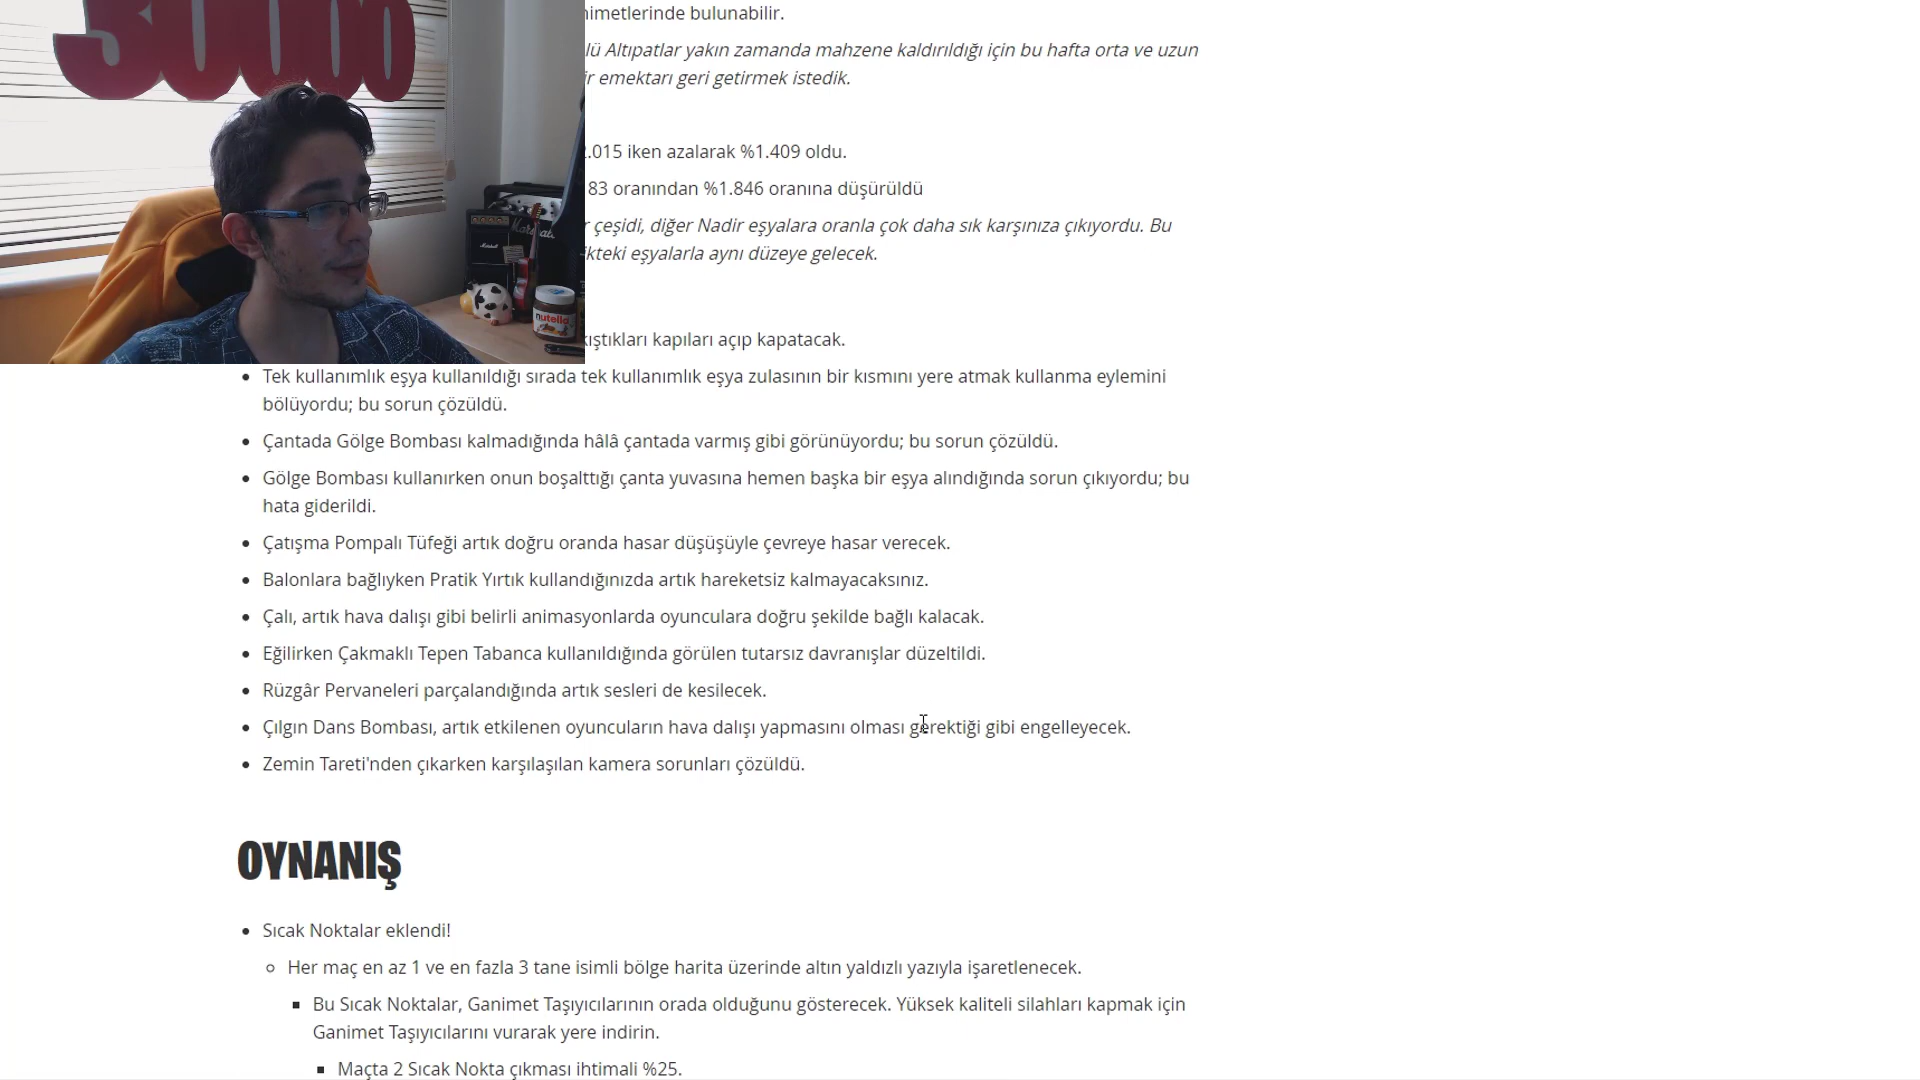 30000
nimetlerinde bulunabilir.
lü Altıpatlar yakın zamanda mahzene kaldırıldığı için bu hafta orta ve uzun
ir emektarı geri getirmek istedik.
.015 iken azalarak %1.409 oldu.
83 oranından %1.846 oranına düşürüldü
r çeşidi, diğer Nadir eşyalara oranla çok daha sık karşınıza çıkıyordu. Bu
kteki eşyalarla aynı düzeye gelecek.
Marshall
nutella
kıştıkları kapıları açıp kapatacak.
• Tek kullanımlık eşya kullanıldığı sırada tek kullanımlık eşya zulasının bir kısmını yere atmak kullanma eylemini
bölüyordu; bu sorun çözüldü.
• Çantada Gölge Bombası kalmadığında hâlâ çantada varmış gibi görünüyordu; bu sorun çözüldü.
• Gölge Bombası kullanırken onun boşalttığı çanta yuvasına hemen başka bir eşya alındığında sorun çıkıyordu; bu
hata giderildi.
• Çatışma Pompalı Tüfeği artık doğru oranda hasar düşüşüyle çevreye hasar verecek.
• Balonlara bağlıyken Pratik Yırtık kullandığınızda artık hareketsiz kalmayacaksınız.
• Çalı, artık hava dalışı gibi belirli animasyonlarda oyunculara doğru şekilde bağlı kalacak.
• Eğilirken Çakmaklı Tepen Tabanca kullanıldığında görülen tutarsız davranışlar düzeltildi.
• Rüzgâr Pervaneleri parçalandığında artık sesleri de kesilecek.
• Çılgın Dans Bombası, artık etkilenen oyuncuların hava dalışı yapmasını olması gerektiği gibi engelleyecek.
• Zemin Tareti'nden çıkarken karşılaşılan kamera sorunları çözüldü.
OYNANIŞ
• Sıcak Noktalar eklendi!
○ Her maç en az 1 ve en fazla 3 tane isimli bölge harita üzerinde altın yaldızlı yazıyla işaretlenecek.
▪ Bu Sıcak Noktalar, Ganimet Taşıyıcılarının orada olduğunu gösterecek. Yüksek kaliteli silahları kapmak için
Ganimet Taşıyıcılarını vurarak yere indirin.
▪ Maçta 2 Sıcak Nokta çıkması ihtimali %25.